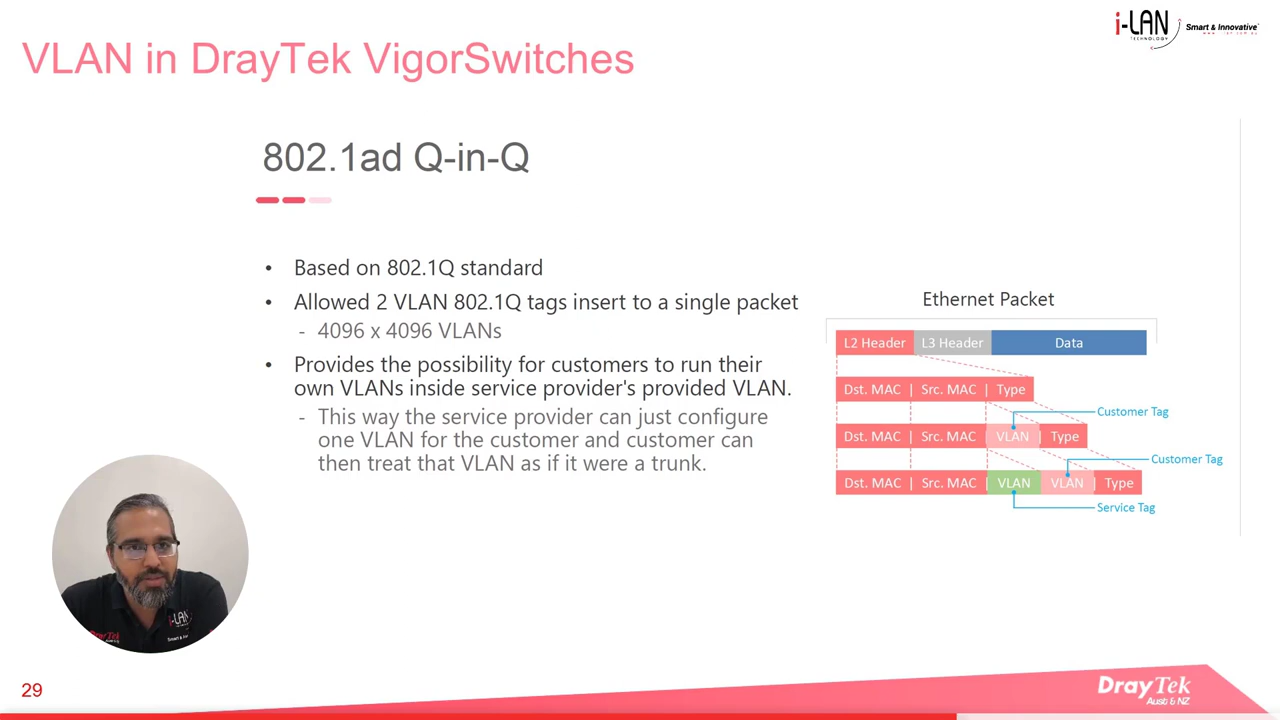 i-LAN
TECHNOLOGY
Smart & Innovative
VLAN in DrayTek VigorSwitches
802.1ad Q-in-Q
• Based on 802.1Q standard
• Allowed 2 VLAN 802.1Q tags insert to a single packet
- 4096 x 4096 VLANs
• Provides the possibility for customers to run their
own VLANs inside service provider's provided VLAN.
- This way the service provider can just configure
one VLAN for the customer and customer can
then treat that VLAN as if it were a trunk.
Ethernet Packet
L2 Header L3 Header Data
Dst. MAC | Src. MAC | Type
Customer Tag
Dst. MAC | Src. MAC | VLAN | Type
Customer Tag
Dst. MAC | Src. MAC | VLAN | VLAN | Type
Service Tag
i-LAN
DrayTek
Smart & In
29
DrayTek
Aust & NZ